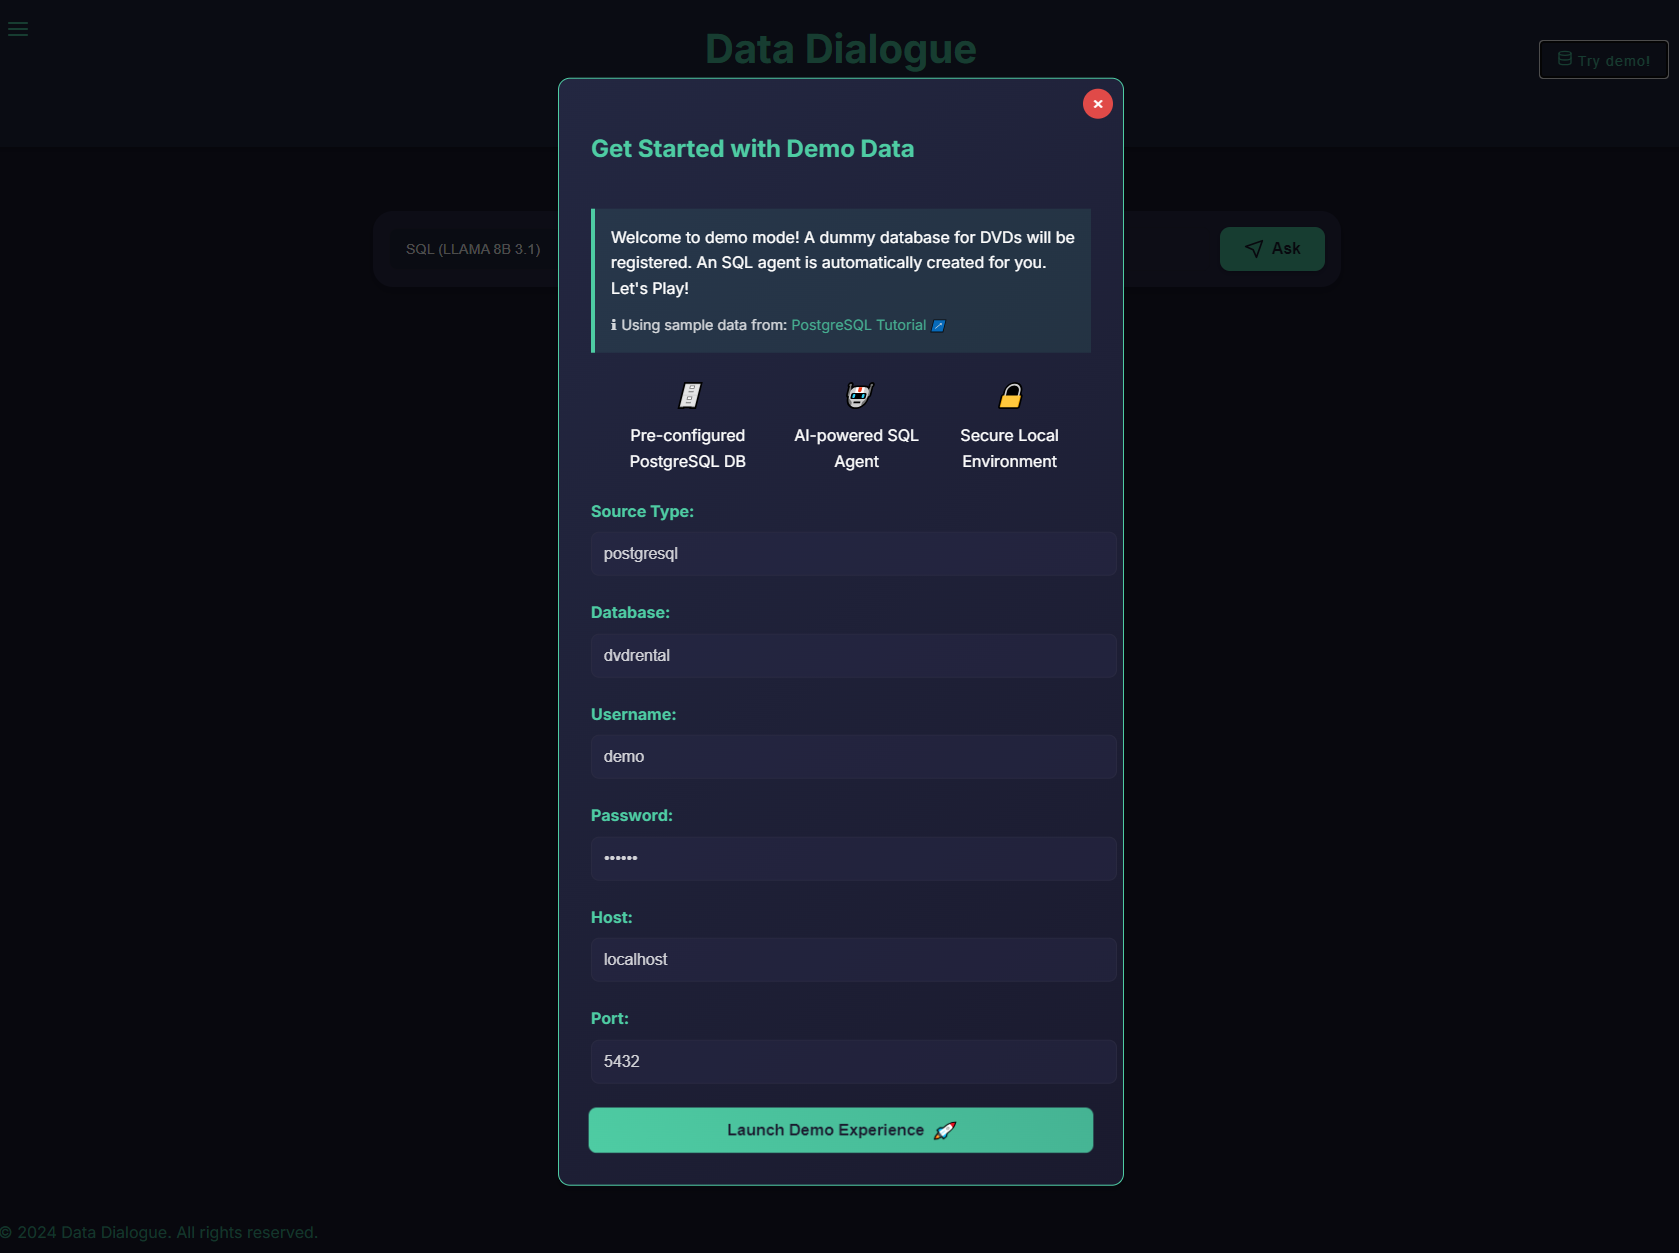 Data Dialogue
Try demo!
Get Started with Demo Data
SQL (LLAMA 8B 3.1)
Ask
Welcome to demo mode! A dummy database for DVDs will be
registered. An SQL agent is automatically created for you.
Let's Play!
ℹ Using sample data from: PostgreSQL Tutorial
Pre-configured
PostgreSQL DB
AI-powered SQL
Agent
Secure Local
Environment
Source Type:
postgresql
Database:
dvdrental
Username:
demo
Password:
••••••
Host:
localhost
Port:
5432
Launch Demo Experience 🚀
© 2024 Data Dialogue. All rights reserved.